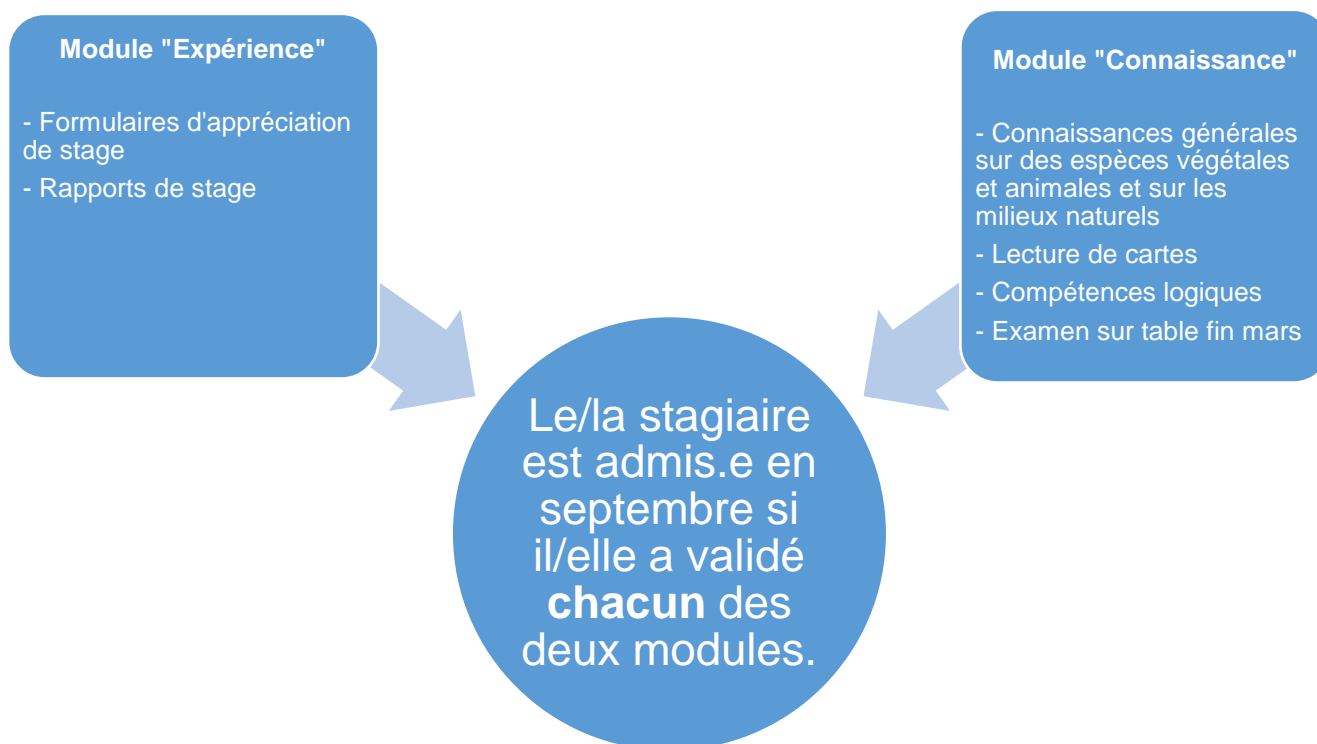 Module "Expérience"
- Formulaires d'appréciation
de stage
- Rapports de stage
Module "Connaissance"
- Connaissances générales
sur des espèces végétales
et animales et sur les
milieux naturels
- Lecture de cartes
- Compétences logiques
- Examen sur table fin mars
Le/la stagiaire
est admis.e en
septembre si
il/elle a validé
chacun des
deux modules.